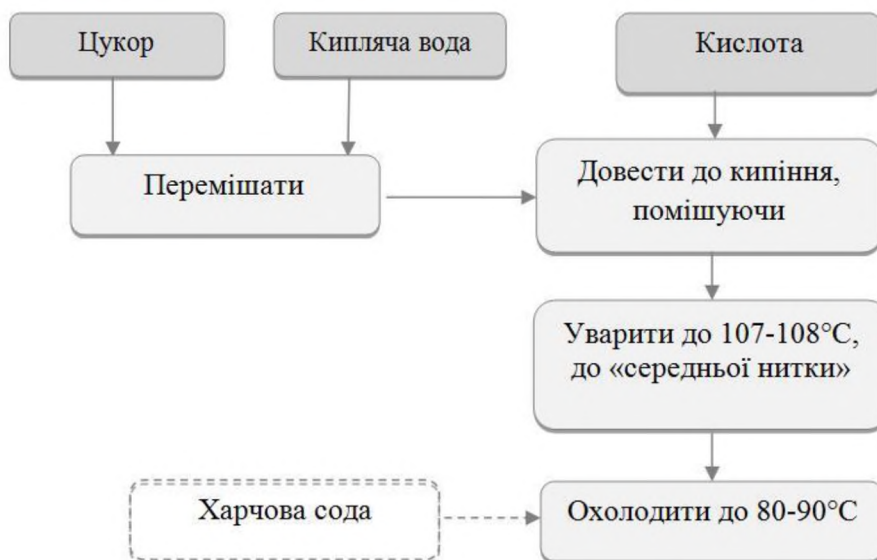 Цукор
Кипляча вода
Кислота
Перемішати
Довести до кипіння,
помішуючи
Уварити до 107-108°С,
до «середньої нитки»
Харчова сода
Охолодити до 80-90°С